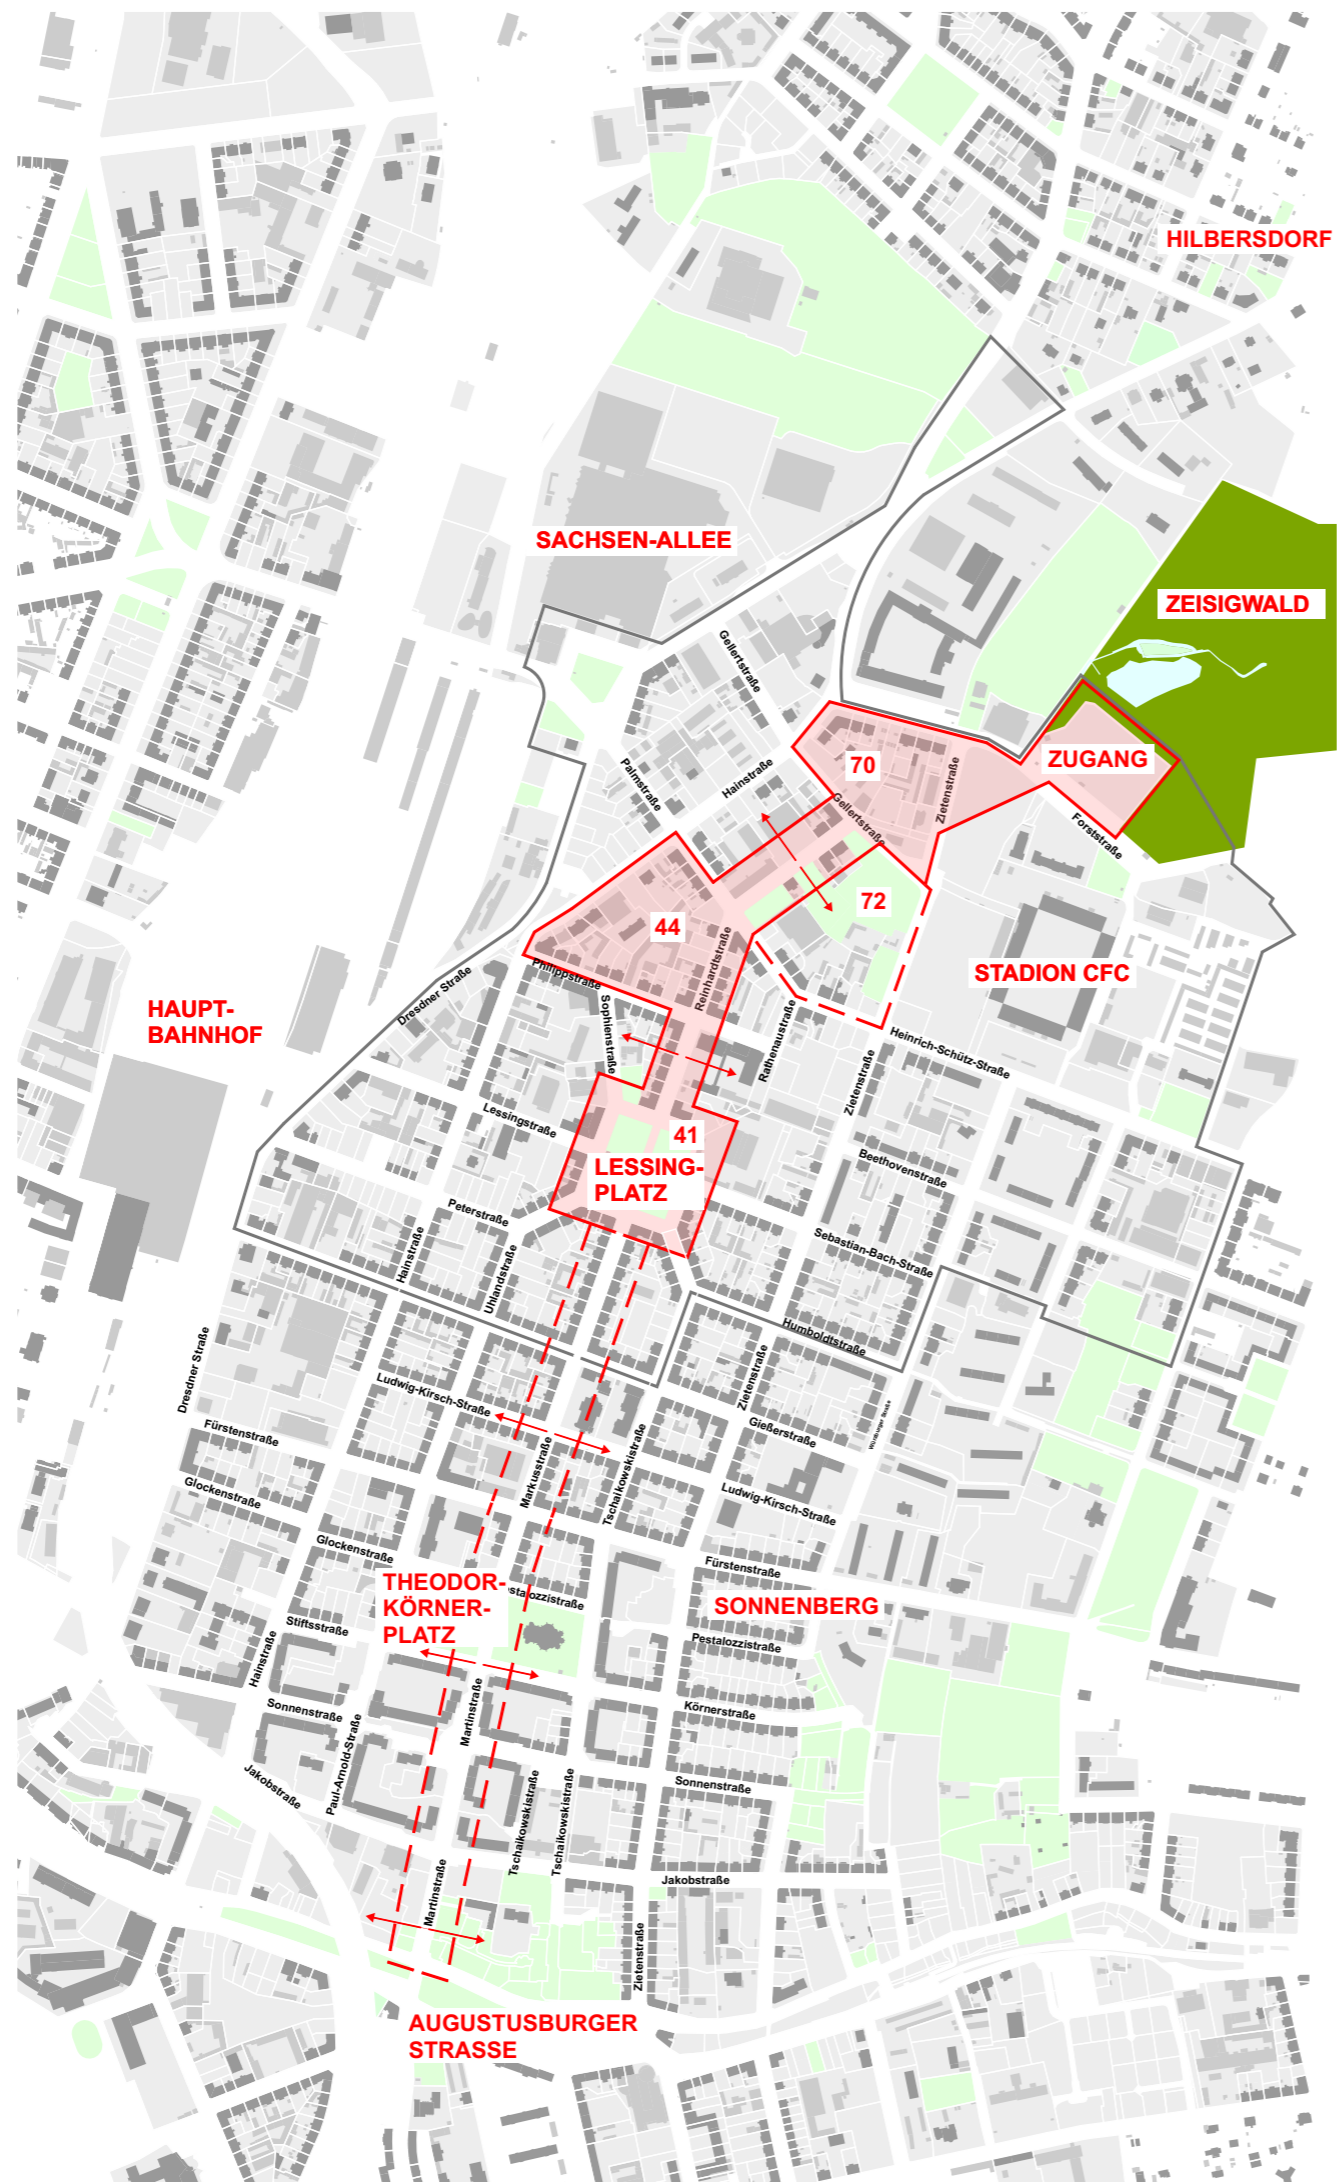 HILBERSDORF
SACHSEN-ALLEE
ZEISIGWALD
Gellertstraße
ZUGANG
70
Palmstraße
Hainstraße
Zietenstraße
Gellertstraße
Forststraße
72
44
Reinhardtstraße
STADION CFC
Philippstraße
Dresdner Straße
HAUPT-
BAHNHOF
Sophienstraße
Rathenaustraße
Heinrich-Schütz-Straße
Zietenstraße
Lessingstraße
41
LESSING-
PLATZ
Beethovenstraße
Peterstraße
Hainstraße
Uhlandstraße
Sebastian-Bach-Straße
Humboldtstraße
Dresdner Straße
Zietenstraße
Ludwig-Kirsch-Straße
Gießerstraße
Würzburger Straße
Fürstenstraße
Markusstraße
Tschaikowskistraße
Glockenstraße
Ludwig-Kirsch-Straße
Glockenstraße
Fürstenstraße
THEODOR-
KÖRNER-
PLATZ
estalozzistraße
SONNENBERG
Stiftsstraße
Pestalozzistraße
Hainstraße
Sonnenstraße
Martinstraße
Körnerstraße
Paul-Arnold-Straße
Jakobstraße
Sonnenstraße
Tschaikowskistraße
Tschaikowskistraße
Jakobstraße
Martinstraße
Zietenstraße
AUGUSTUSBURGER
STRASSE